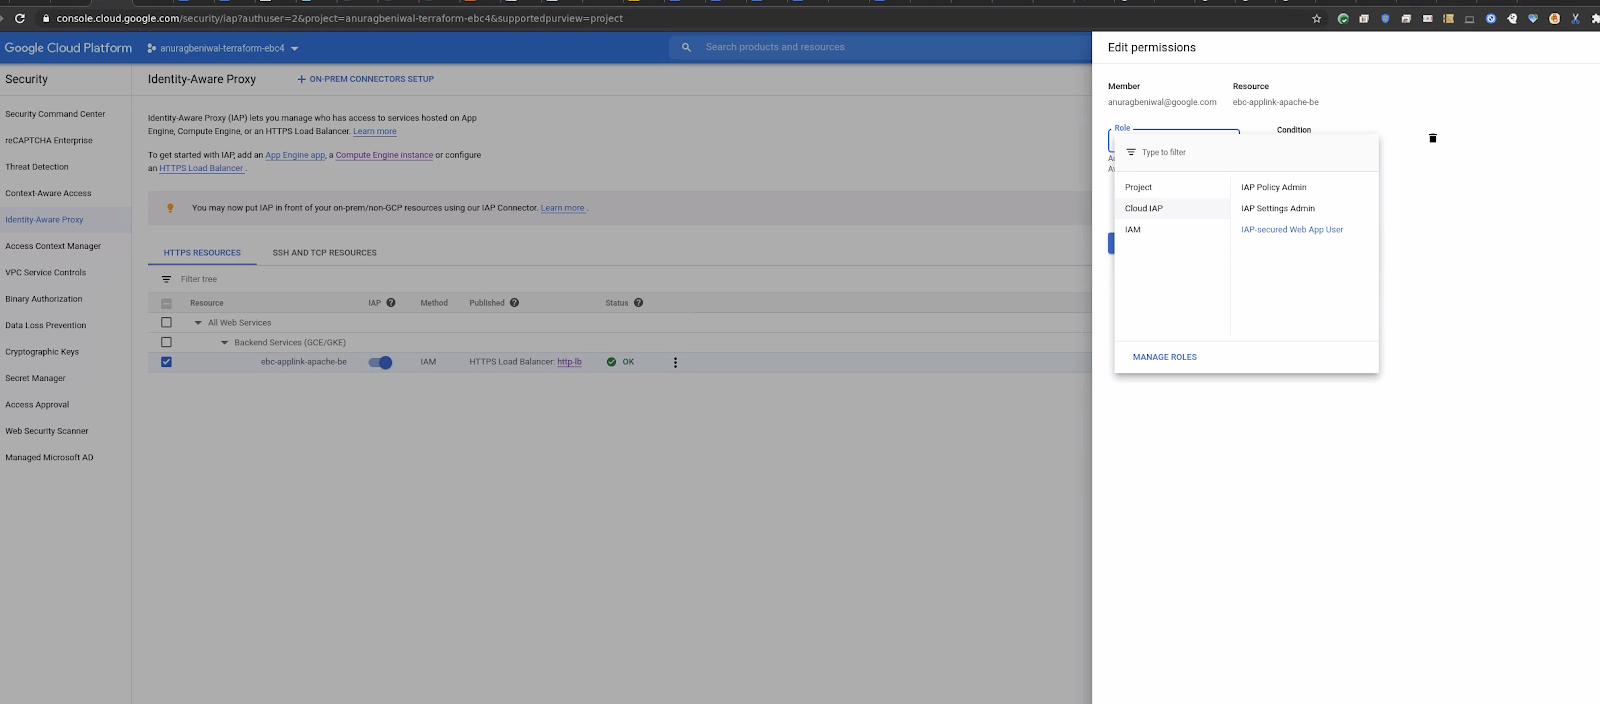 console.cloud.google.com/security/iap?authuser=2&project=anuragbeniwal-terraform-ebc4&supportedpurview=project
Google Cloud Platform
anuragbeniwal-terraform-ebc4
Search products and resources
Security
Security Command Center
reCAPTCHA Enterprise
Threat Detection
Context-Aware Access
Identity-Aware Proxy
Access Context Manager
VPC Service Controls
Binary Authorization
Data Loss Prevention
Cryptographic Keys
Secret Manager
Access Approval
Web Security Scanner
Managed Microsoft AD
Identity-Aware Proxy
+ ON-PREM CONNECTORS SETUP
Identity-Aware Proxy (IAP) lets you manage who has access to services hosted on App
Engine, Compute Engine, or an HTTPS Load Balancer. Learn more
To get started with IAP, add an App Engine app, a Compute Engine instance or configure
an HTTPS Load Balancer .
You may now put IAP in front of your on-prem/non-GCP resources using our IAP Connector. Learn more .
HTTPS RESOURCES SSH AND TCP RESOURCES
Filter tree
Resource IAP ? Method Published ? Status ?
All Web Services
Backend Services (GCE/GKE)
ebc-applink-apache-be IAM HTTPS Load Balancer: http-lb OK
Edit permissions
Member Resource
anuragbeniwal@google.com ebc-applink-apache-be
Role Condition
Type to filter
Project
Cloud IAP
IAM
IAP Policy Admin
IAP Settings Admin
IAP-secured Web App User
MANAGE ROLES